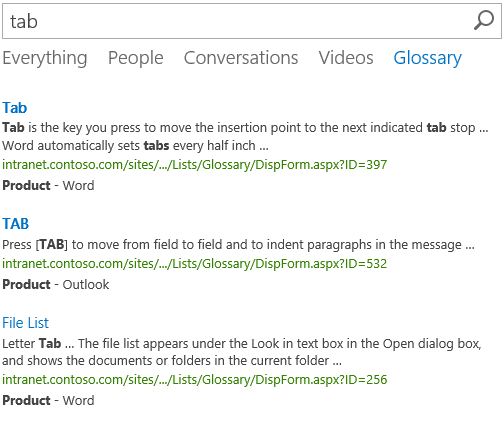 tab
Everything People Conversations Videos Glossary
Tab
Tab is the key you press to move the insertion point to the next indicated tab stop ...
Word automatically sets tabs every half inch ...
intranet.contoso.com/sites/.../Lists/Glossary/DispForm.aspx?ID=397
Product - Word
TAB
Press [TAB] to move from field to field and to indent paragraphs in the message ...
intranet.contoso.com/sites/.../Lists/Glossary/DispForm.aspx?ID=532
Product - Outlook
File List
Letter Tab ... The file list appears under the Look in text box in the Open dialog box,
and shows the documents or folders in the current folder ...
intranet.contoso.com/sites/.../Lists/Glossary/DispForm.aspx?ID=256
Product - Word